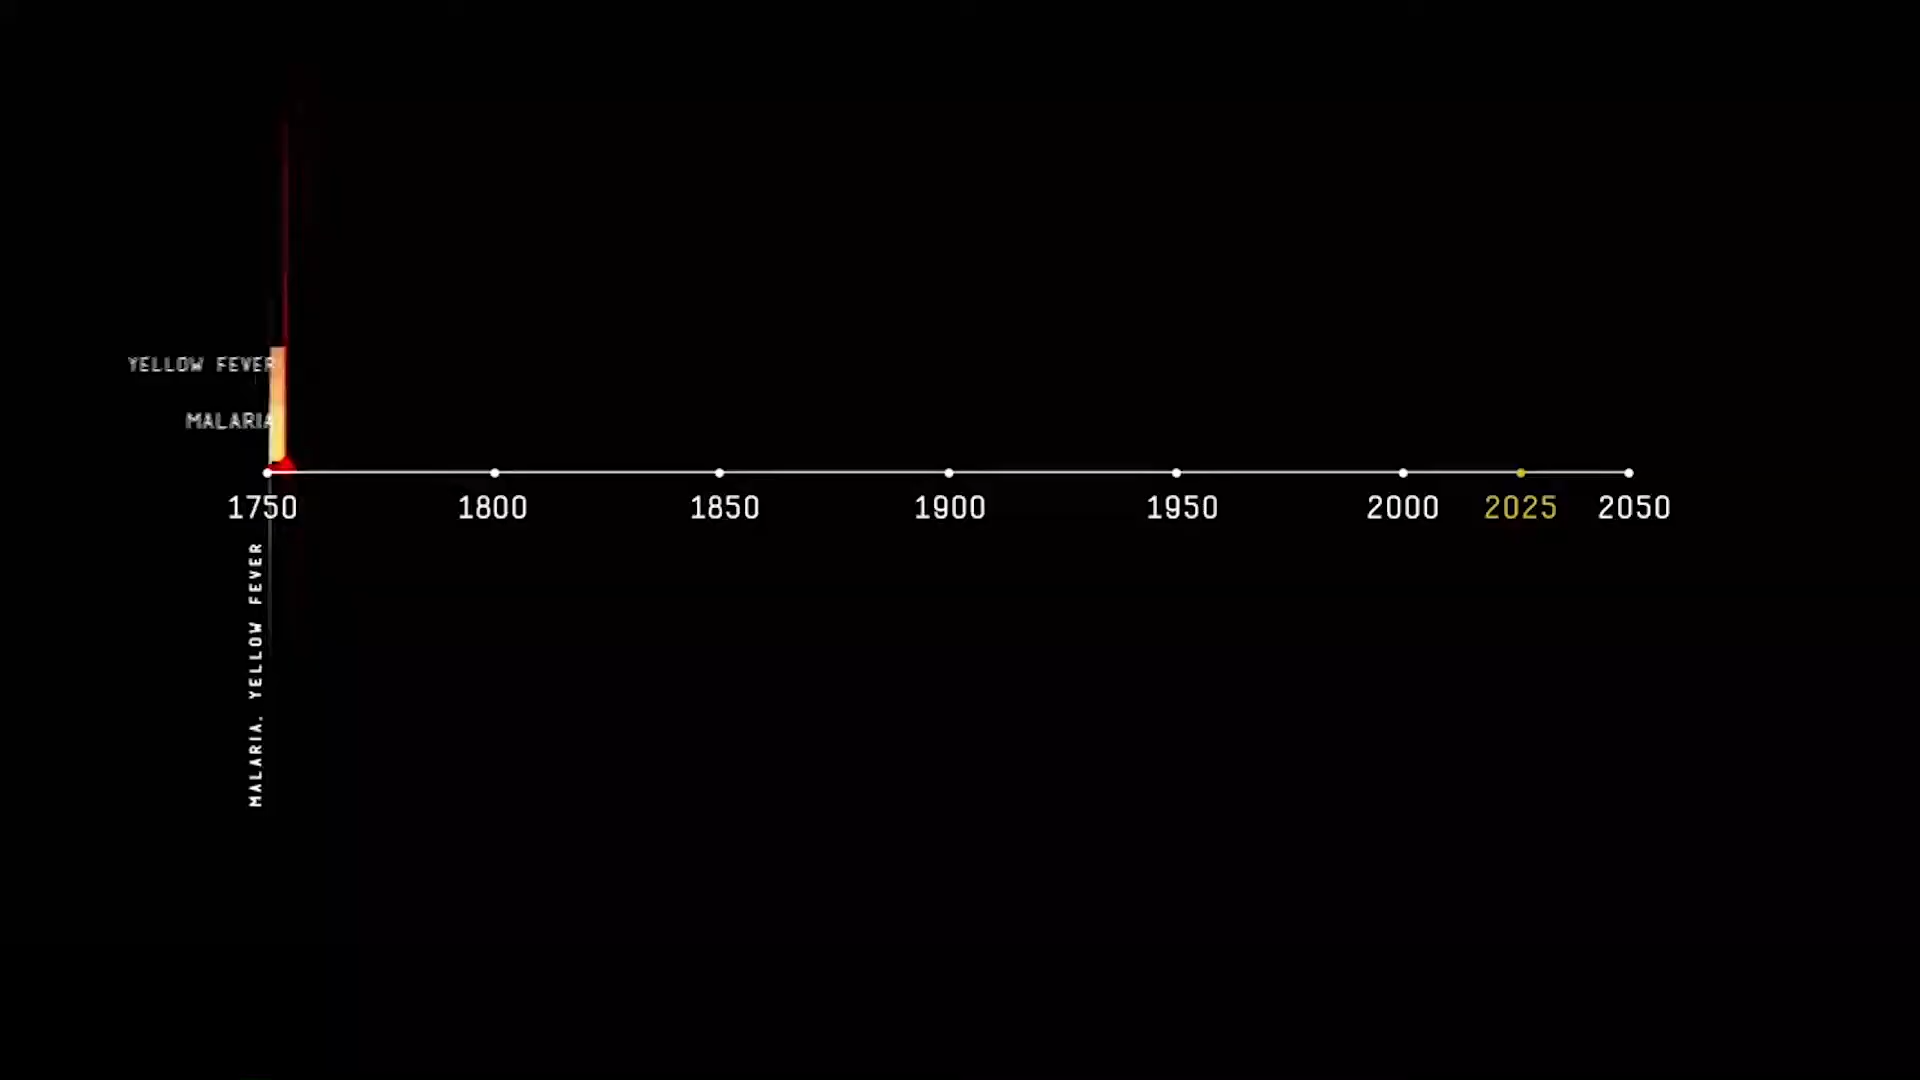 YELLOW FEVER
MALARIA
1750 1800 1850 1900 1950 2000 2025 2050
MALARIA, YELLOW FEVER